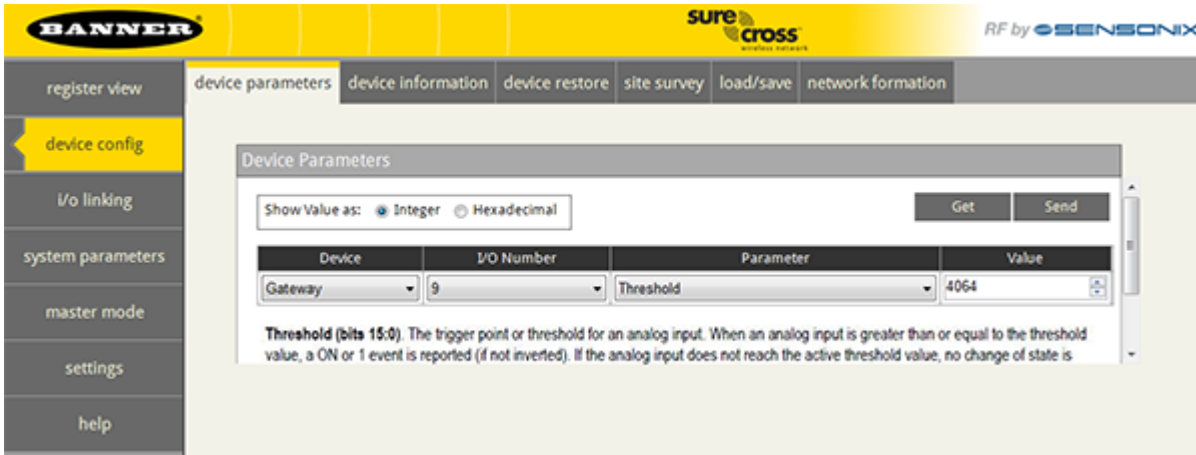 BANNER
sure
cross
wireless network
RF by SENSONIX
register view
device config
i/o linking
system parameters
master mode
settings
help
device parameters
device information
device restore
site survey
load/save
network formation
Device Parameters
Show Value as: Integer Hexadecimal
Get
Send
Device I/O Number Parameter Value
Gateway 9 Threshold 4064
Threshold (bits 15:0). The trigger point or threshold for an analog input. When an analog input is greater than or equal to the threshold
value, a ON or 1 event is reported (if not inverted). If the analog input does not reach the active threshold value, no change of state is